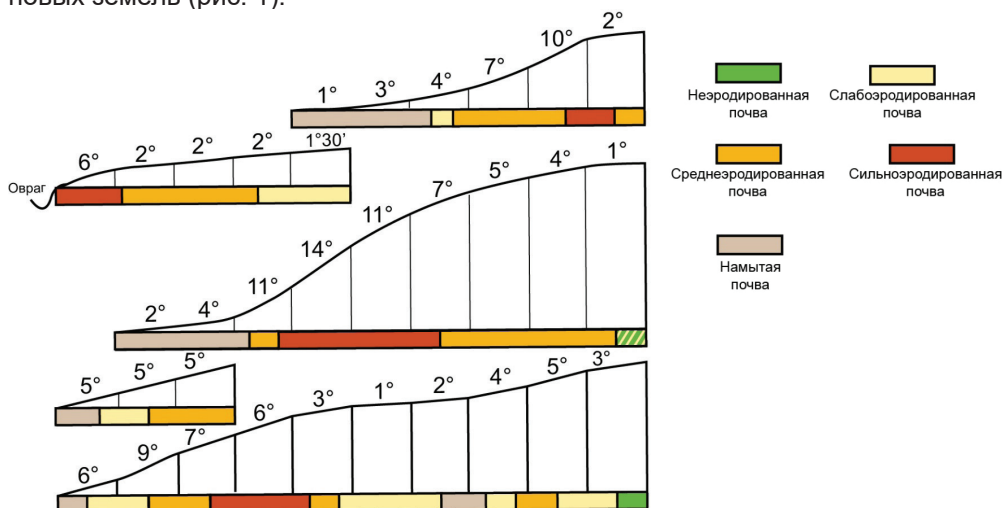 новых земель (рис. 1).
1° 3° 4° 7° 10° 2°
Неэродированная
почва
Слабоэродированная
почва
Среднеэродированная
почва
Сильноэродированная
почва
Намытая
почва
Овраг
6° 2° 2° 2° 1°30'
2° 4° 11° 14° 11° 7° 5° 4° 1°
5° 5° 5°
6° 9° 7° 6° 3° 1° 2° 4° 5° 3°